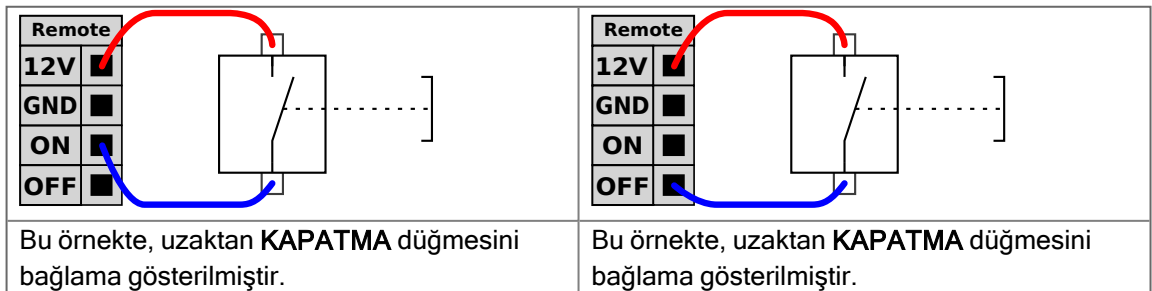 Remote
12V
GND
ON
OFF
Bu örnekte, uzaktan KAPATMA düğmesini
bağlama gösterilmiştir.
Remote
12V
GND
ON
OFF
Bu örnekte, uzaktan KAPATMA düğmesini
bağlama gösterilmiştir.